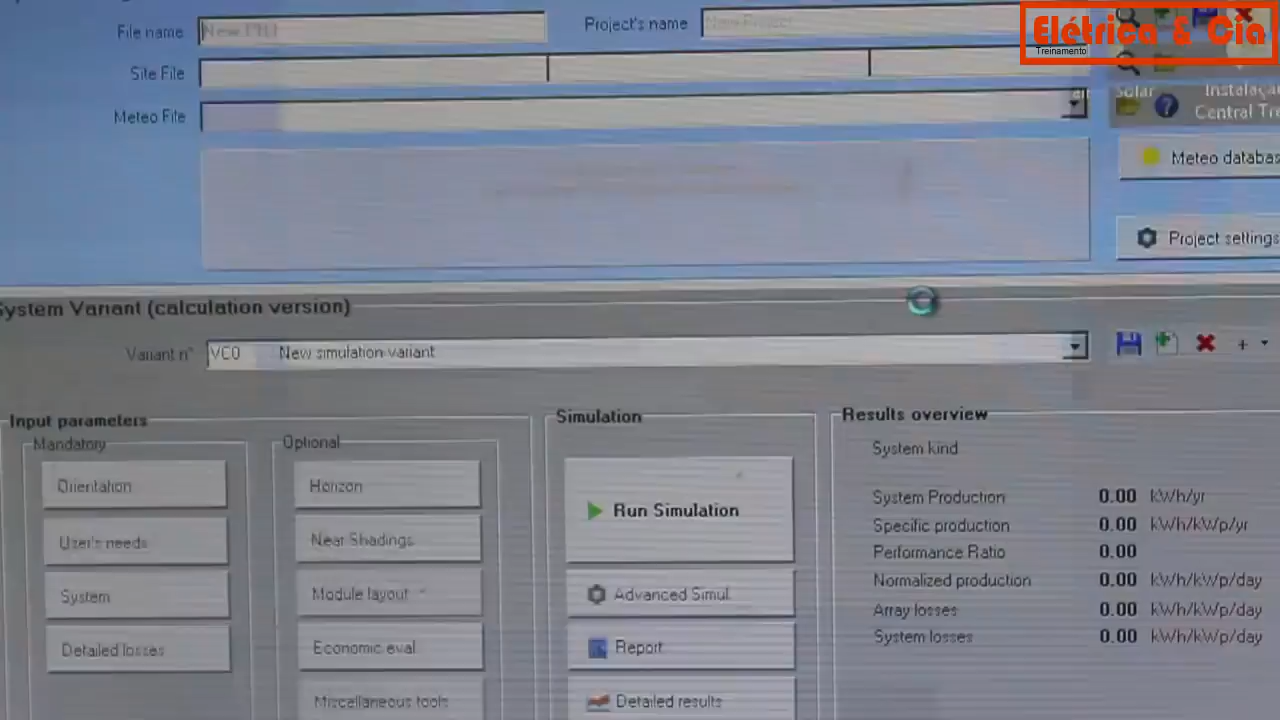 File name
Project's name New Project
Elétrica & Cia
Treinamento
Site File
Solar
Instalaça
Central Tre
Meteo File
Meteo databas
Project settings
System Variant (calculation version)
Variant n° VC0 New simulation variant
Input parameters
Mandatory
Orientation
User's needs
System
Detailed losses
Optional
Horizon
Near Shadings
Module layout
Economic eval
Miscellaneous tools
Simulation
Run Simulation
Advanced Simul.
Report
Detailed results
Results overview
System kind
System Production 0.00 kWh/yr
Specific production 0.00 kWh/kWp/yr
Performance Ratio 0.00
Normalized production 0.00 kWh/kWp/day
Array losses 0.00 kWh/kWp/day
System losses 0.00 kWh/kWp/day